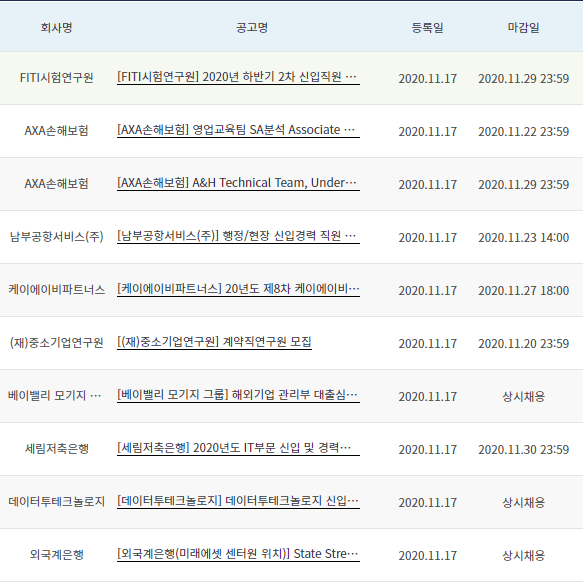 회사명 공고명 등록일 마감일
FITI시험연구원 [FITI시험연구원] 2020년 하반기 2차 신입직원 ··· 2020.11.17 2020.11.29 23:59
AXA손해보험 [AXA손해보험] 영업교육팀 SA분석 Associate ··· 2020.11.17 2020.11.22 23:59
AXA손해보험 [AXA손해보험] A&H Technical Team, Under··· 2020.11.17 2020.11.29 23:59
남부공항서비스(주) [남부공항서비스(주)] 행정/현장 신입경력 직원 ··· 2020.11.17 2020.11.23 14:00
케이에이비파트너스 [케이에이비파트너스] 20년도 제8차 케이에이비··· 2020.11.17 2020.11.27 18:00
(재)중소기업연구원 [(재)중소기업연구원] 계약직연구원 모집 2020.11.17 2020.11.20 23:59
베이밸리 모기지 ··· [베이밸리 모기지 그룹] 해외기업 관리부 대출심··· 2020.11.17 상시채용
세림저축은행 [세림저축은행] 2020년도 IT부문 신입 및 경력··· 2020.11.17 2020.11.30 23:59
데이터투테크놀로지 [데이터투테크놀로지] 데이터투테크놀로지 신입··· 2020.11.17 상시채용
외국계은행 [외국계은행(미래에셋 센터원 위치)] State Stre··· 2020.11.17 상시채용